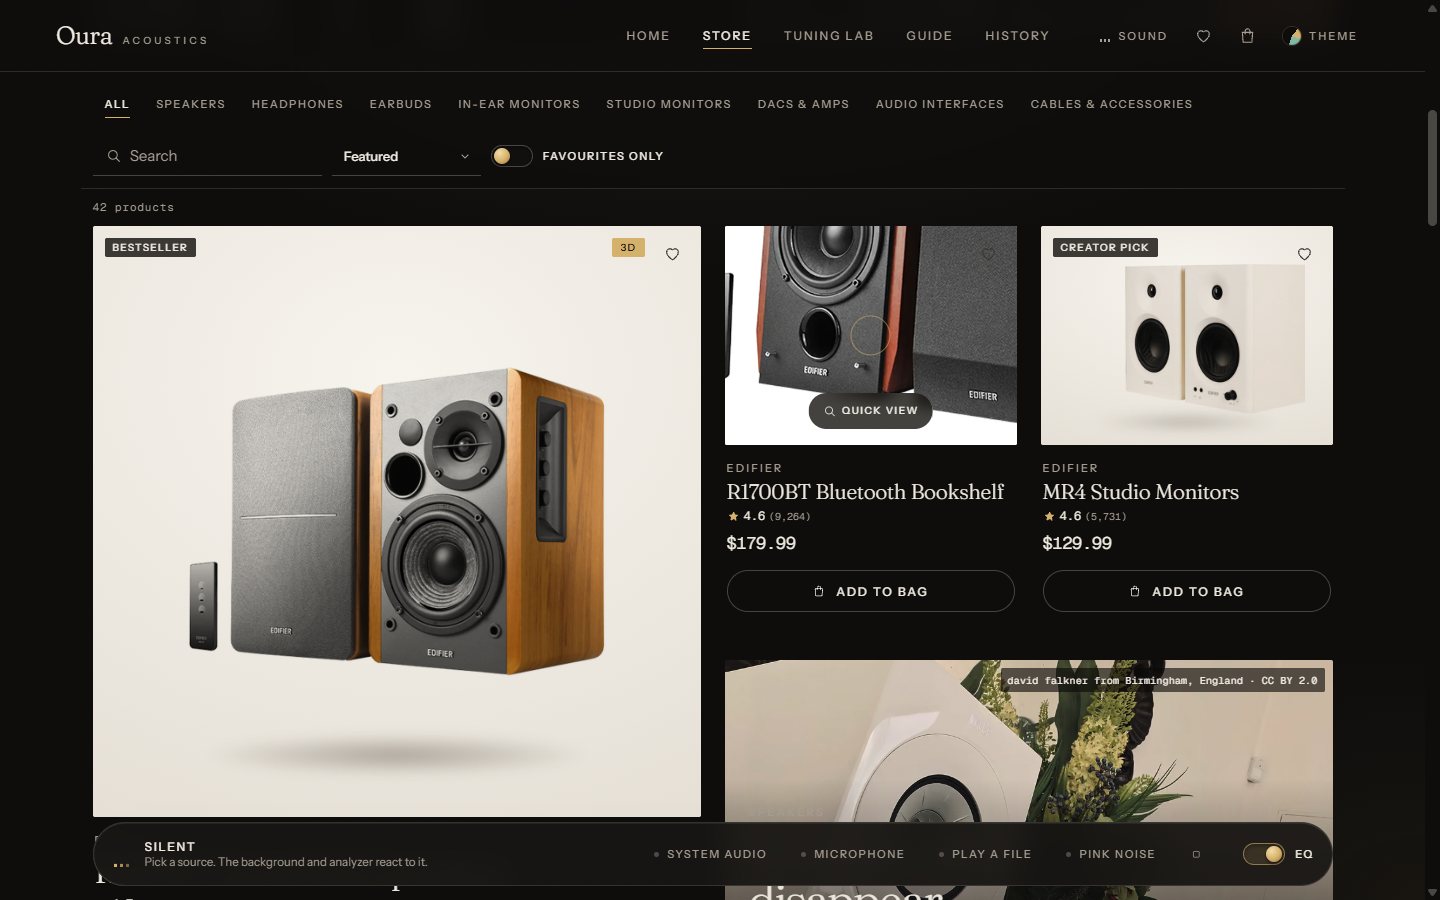 Oura ACOUSTICS
HOME STORE TUNING LAB GUIDE HISTORY SOUND THEME
ALL SPEAKERS HEADPHONES EARBUDS IN-EAR MONITORS STUDIO MONITORS DACS & AMPS AUDIO INTERFACES CABLES & ACCESSORIES
Search Featured FAVOURITES ONLY
42 products
BESTSELLER 3D
EDIFIER
EDIFIER
EDIFIER
EDIFIER
QUICK VIEW
EDIFIER
R1700BT Bluetooth Bookshelf
4.6 (9,264)
$179.99
ADD TO BAG
CREATOR PICK
EDIFIER
MR4 Studio Monitors
4.6 (5,731)
$129.99
ADD TO BAG
david falkner from Birmingham, England · CC BY 2.0
SPEAKERS
disappear
SILENT
Pick a source. The background and analyzer react to it.
SYSTEM AUDIO MICROPHONE PLAY A FILE PINK NOISE EQ